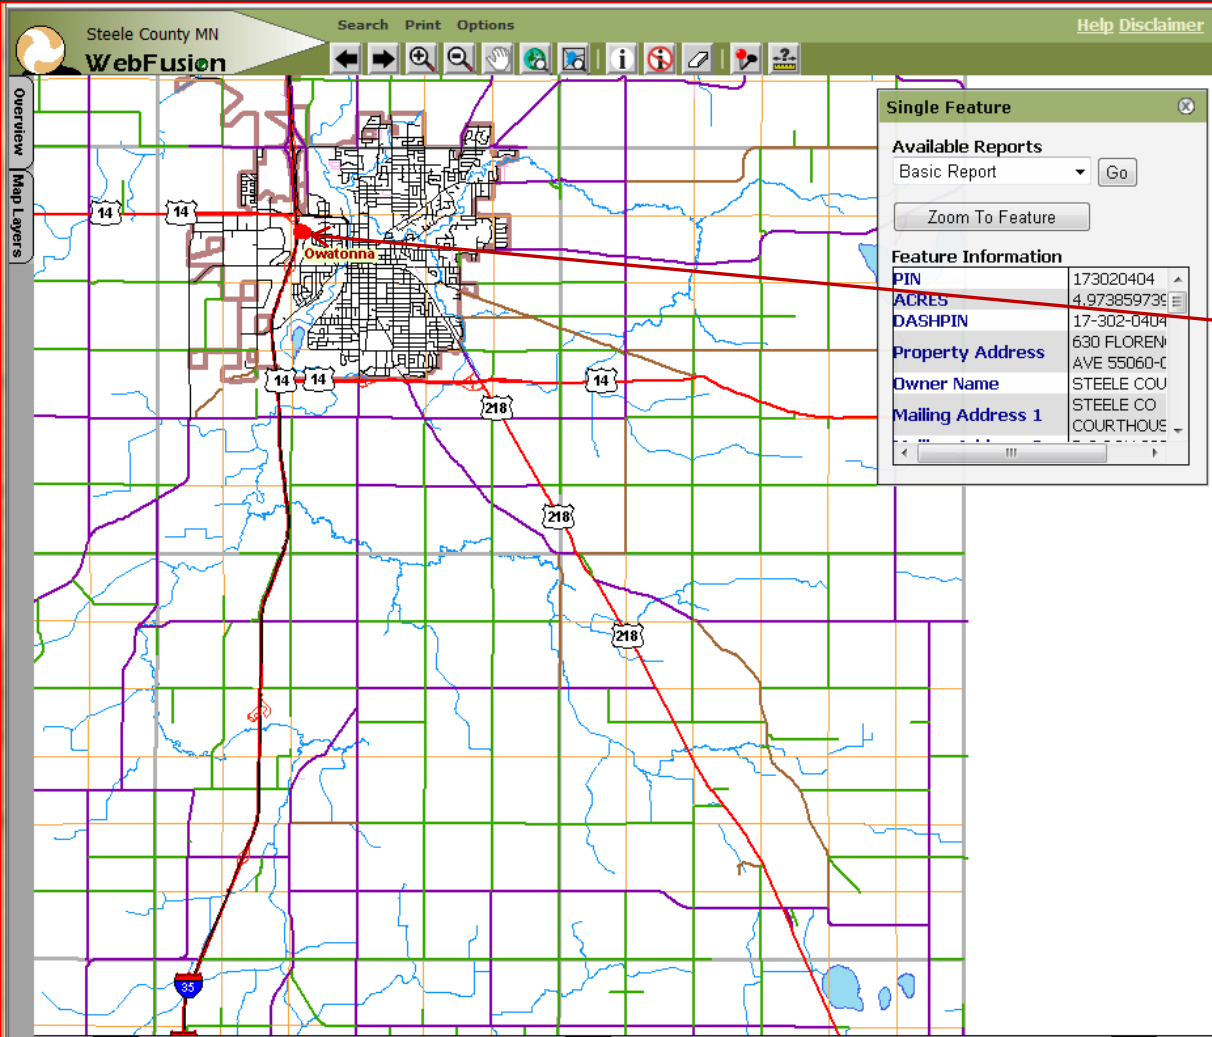 Steele County MN
WebFusion
Search Print Options
Help Disclaimer
Overview
Map Layers
Single Feature
Available Reports
Basic Report
Go
Zoom To Feature
Feature Information
PIN 173020404
ACRES 4.973859739
DASHPIN 17-302-0404
Property Address 630 FLOREN
AVE 55060-0
Owner Name STEELE COU
Mailing Address 1 STEELE CO
COURTHOUS
14
14
Owatonna
14
14
14
218
218
218
35